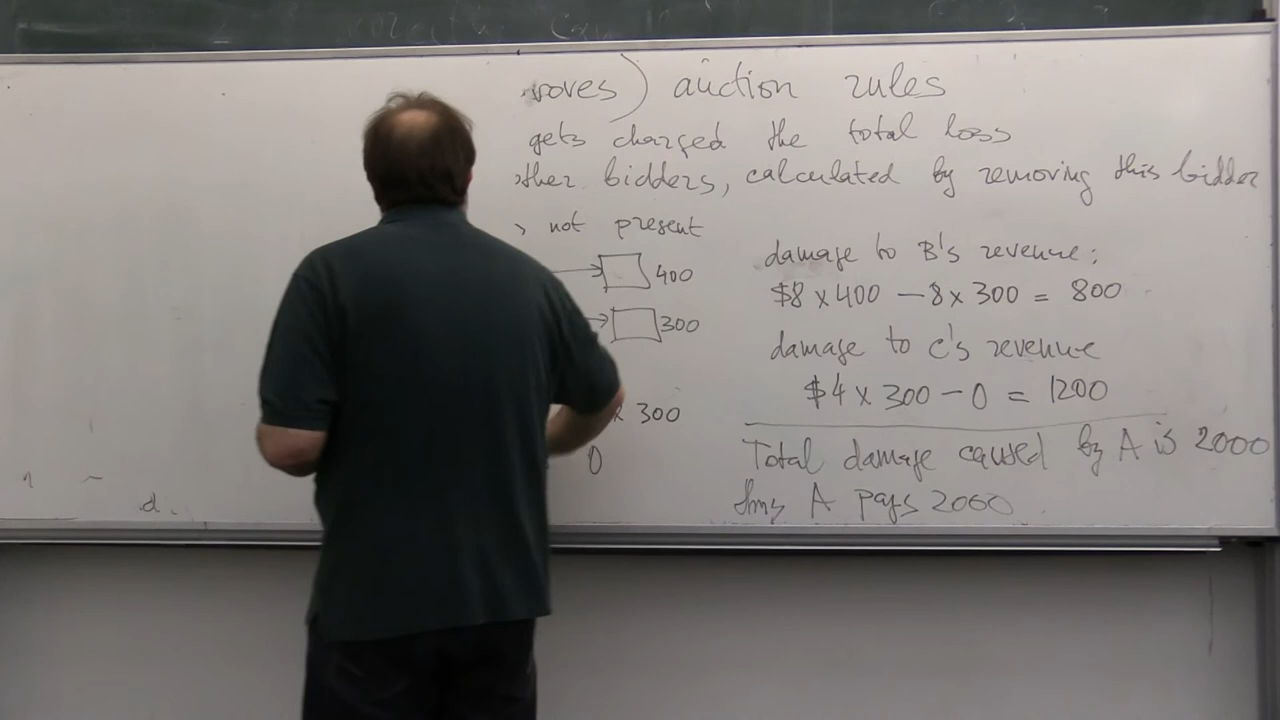 roves) auction rules
gets charged the total loss
other bidders, calculated by removing this bidder
, not present
400
300
x 300
0
damage to B's revenue:
$8 x 400 - 8 x 300 = 800
damage to C's revenue
$4 x 300 - 0 = 1200
Total damage caused by A is 2000
thus A pays 2000
d.